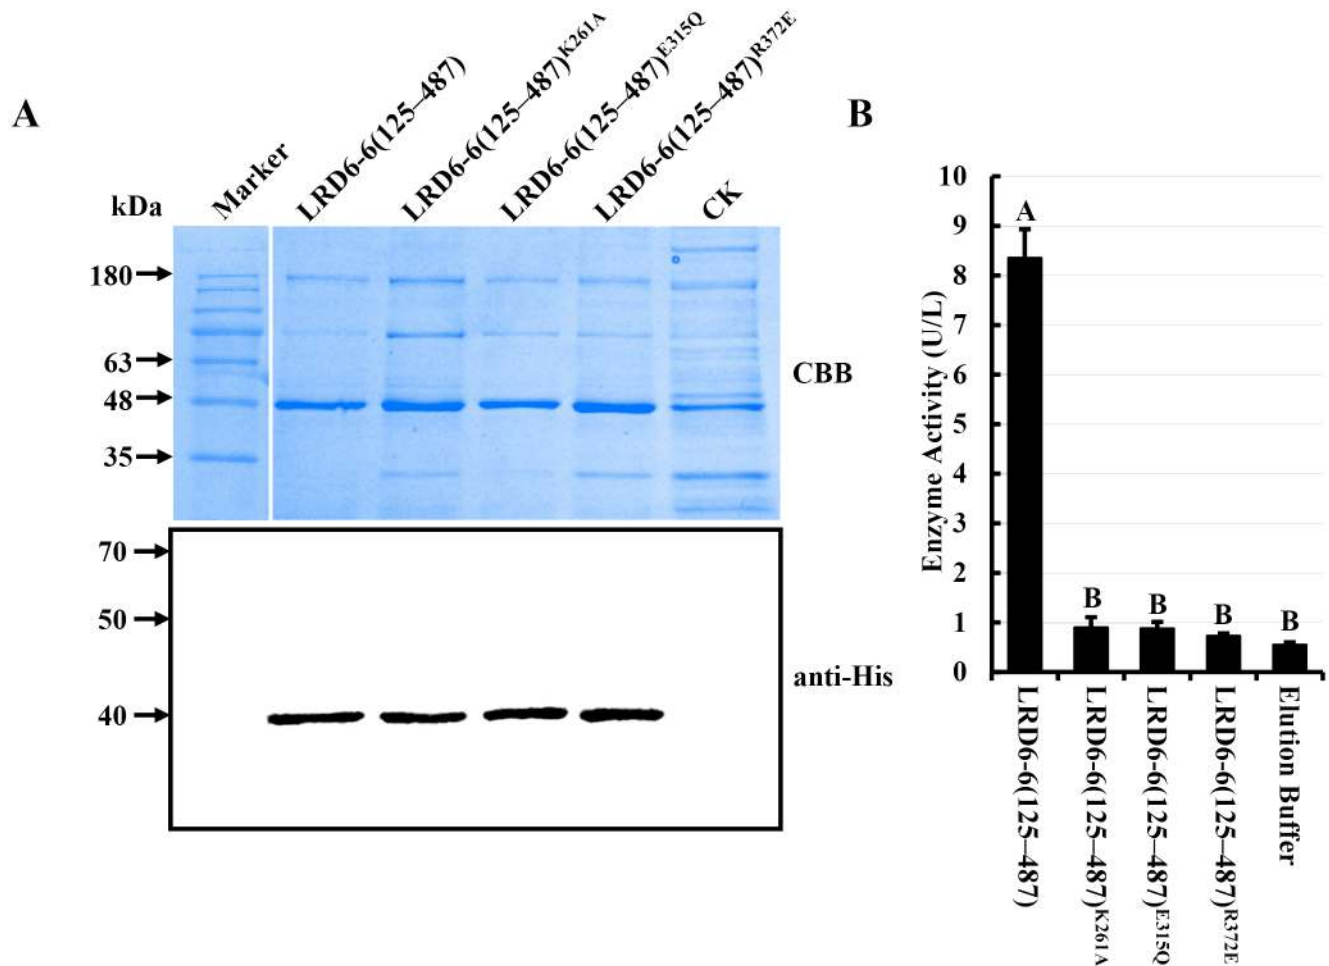 A
kDa
Marker
LRD6-6(125–487)
LRD6-6(125–487)K261A
LRD6-6(125–487)E315Q
LRD6-6(125–487)R372E
CK
180
63
48
35
CBB
70
50
40
anti-His
B
Enzyme Activity (U/L)
10
9
8
7
6
5
4
3
2
1
0
A
B
B
B
B
LRD6-6(125–487)
LRD6-6(125–487)K261A
LRD6-6(125–487)E315Q
LRD6-6(125–487)R372E
Elution Buffer